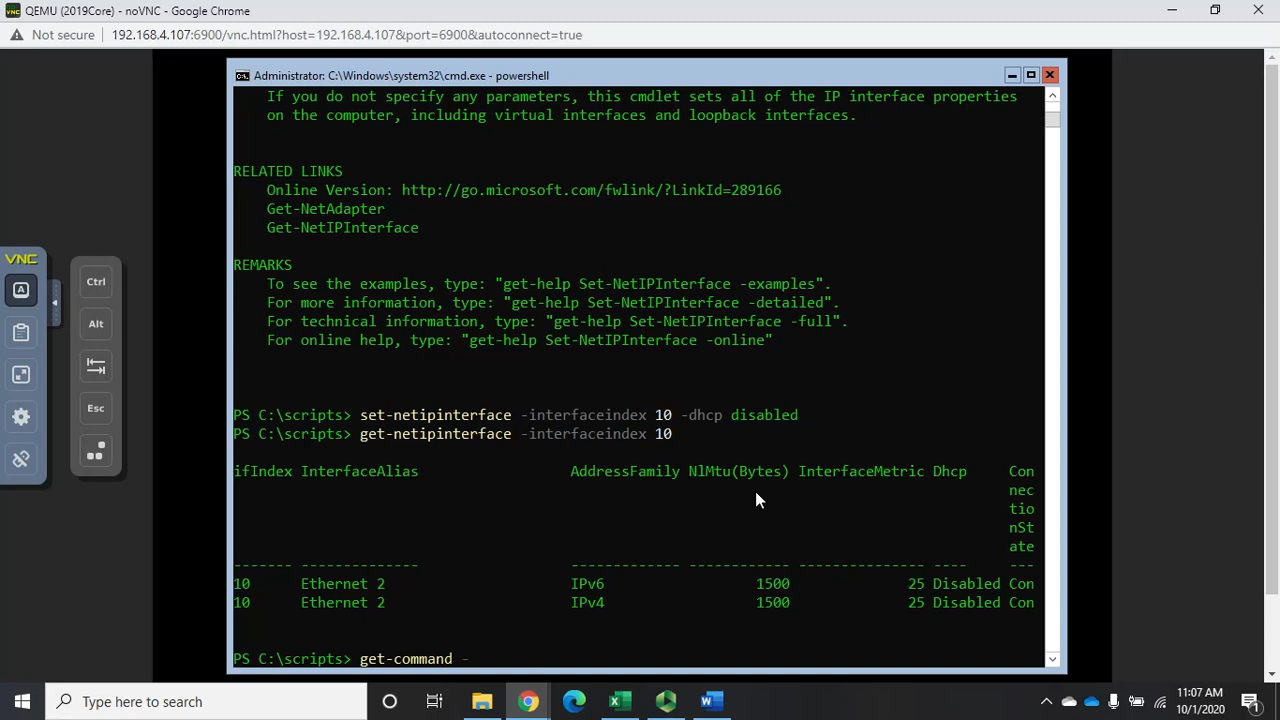 QEMU (2019Core) - noVNC - Google Chrome
Not secure 192.168.4.107:6900/vnc.html?host=192.168.4.107&port=6900&autoconnect=true
Administrator: C:\Windows\system32\cmd.exe - powershell
If you do not specify any parameters, this cmdlet sets all of the IP interface properties
on the computer, including virtual interfaces and loopback interfaces.
RELATED LINKS
Online Version: http://go.microsoft.com/fwlink/?LinkId=289166
Get-NetAdapter
Get-NetIPInterface
REMARKS
To see the examples, type: "get-help Set-NetIPInterface -examples".
For more information, type: "get-help Set-NetIPInterface -detailed".
For technical information, type: "get-help Set-NetIPInterface -full".
For online help, type: "get-help Set-NetIPInterface -online"
PS C:\scripts> set-netipinterface -interfaceindex 10 -dhcp disabled
PS C:\scripts> get-netipinterface -interfaceindex 10
ifIndex InterfaceAlias AddressFamily NlMtu(Bytes) InterfaceMetric Dhcp Con
nec
tio
nSt
ate
------- -------------- ------------- ------------ --------------- ---- ---
10 Ethernet 2 IPv6 1500 25 Disabled Con
10 Ethernet 2 IPv4 1500 25 Disabled Con
PS C:\scripts> get-command -
VNC
A
Ctrl
Alt
Esc
Type here to search
11:07 AM
10/1/2020
1